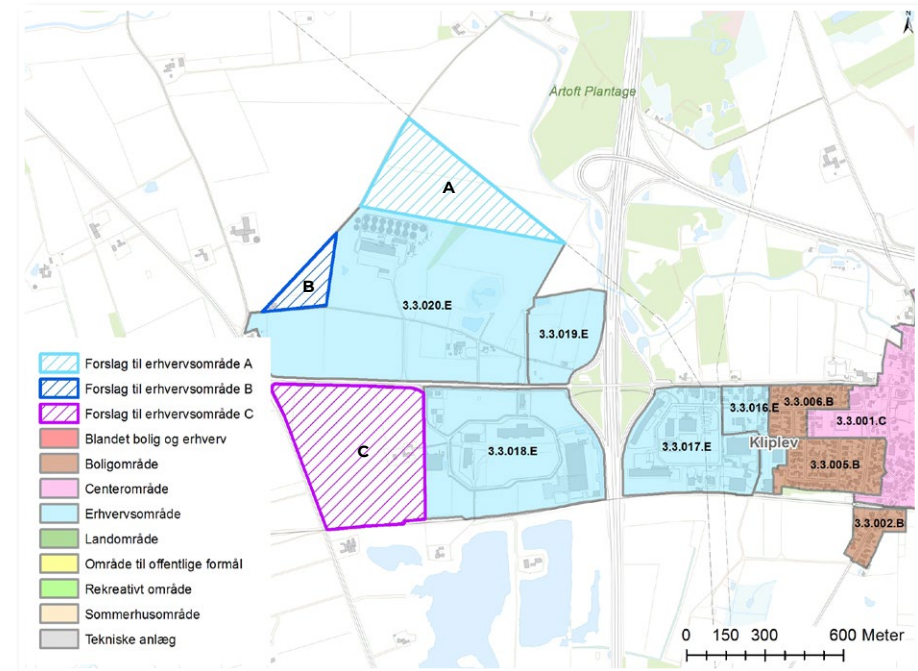 N
Årtoft Plantage
A
B
3.3.020.E
3.3.019.E
Forslag til erhvervsområde A
Forslag til erhvervsområde B
Forslag til erhvervsområde C
Blandet bolig og erhverv
Boligområde
Centerområde
Erhvervsområde
Landområde
Område til offentlige formål
Rekreativt område
Sommerhusområde
Tekniske anlæg
C
3.3.018.E
3.3.017.E
3.3.016.E
3.3.006.B
3.3.001.C
Kliplev
3.3.005.B
3.3.002.B
0 150 300 600 Meter